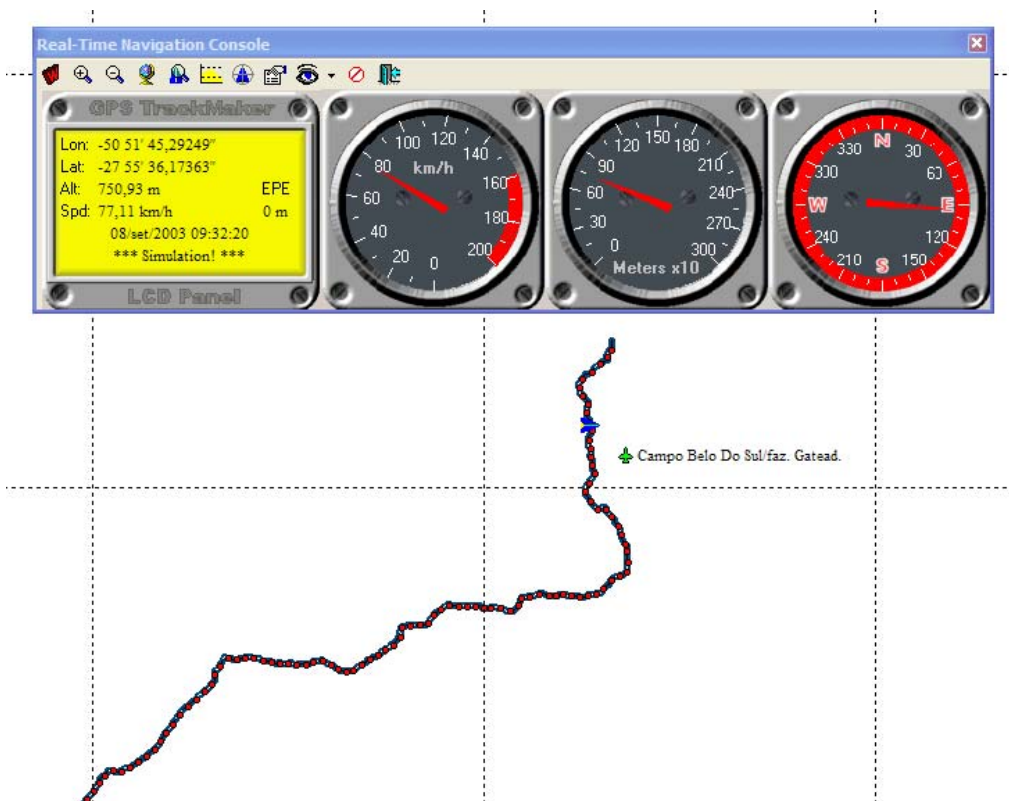 Real-Time Navigation Console
GPS TrackMaker
Lon: -50 51' 45,29249"
Lat: -27 55' 36,17363"
Alt: 750,93 m EPE
Spd: 77,11 km/h 0 m
08/set/2003 09:32:20
*** Simulation! ***
LCD Panel
0 20 40 60 80 100 120 140 160 180 200
km/h
0 30 60 90 120 150 180 210 240 270 300
Meters x10
N 30 60 E 120 150 S 210 240 W 300 330
Campo Belo Do Sul/faz. Gatead.